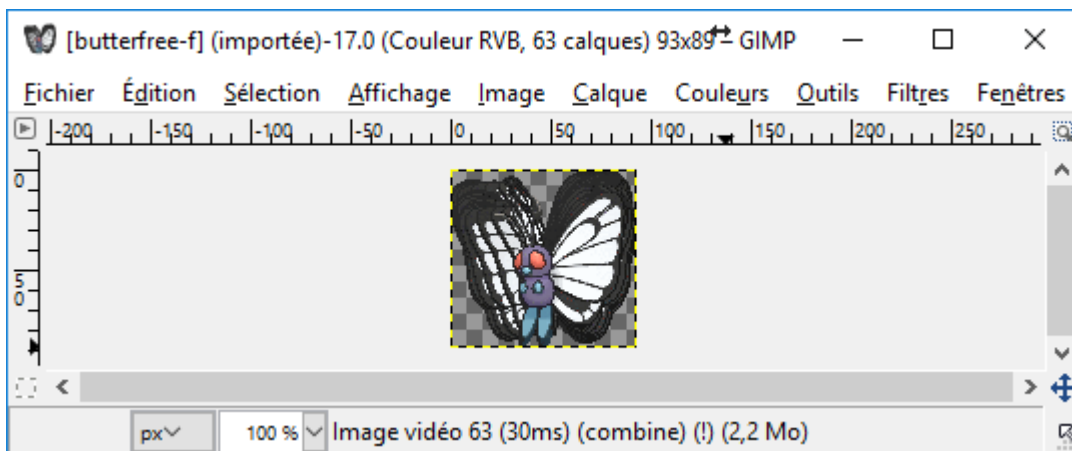 [butterfree-f] (importée)-17.0 (Couleur RVB, 63 calques) 93x89 – GIMP
Fichier Édition Sélection Affichage Image Calque Couleurs Outils Filtres Fenêtres
-200 -150 -100 -50 0 50 100 150 200 250
0
50
px 100 % Image vidéo 63 (30ms) (combine) (!) (2,2 Mo)